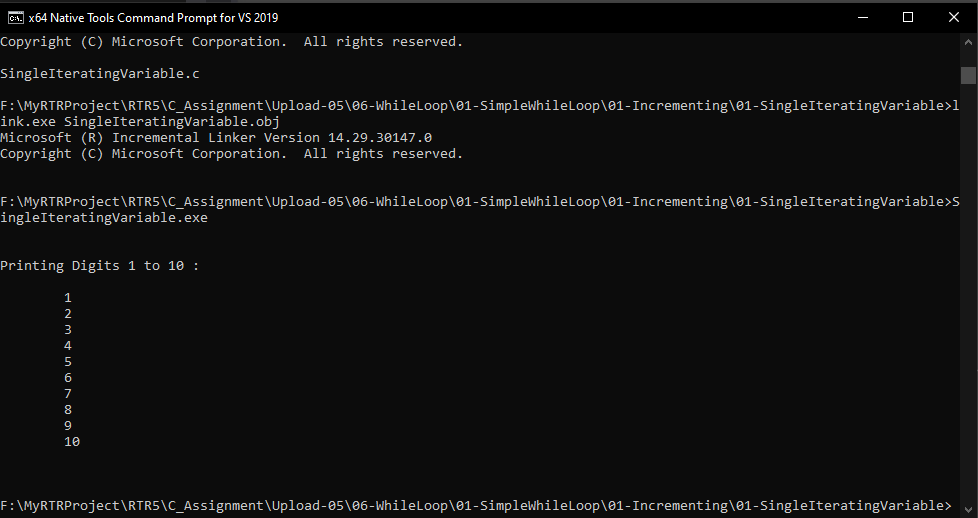 x64 Native Tools Command Prompt for VS 2019
Copyright (C) Microsoft Corporation.  All rights reserved.
SingleIteratingVariable.c
F:\MyRTRProject\RTR5\C_Assignment\Upload-05\06-WhileLoop\01-SimpleWhileLoop\01-Incrementing\01-SingleIteratingVariable>l
ink.exe SingleIteratingVariable.obj
Microsoft (R) Incremental Linker Version 14.29.30147.0
Copyright (C) Microsoft Corporation.  All rights reserved.
F:\MyRTRProject\RTR5\C_Assignment\Upload-05\06-WhileLoop\01-SimpleWhileLoop\01-Incrementing\01-SingleIteratingVariable>S
ingleIteratingVariable.exe
Printing Digits 1 to 10 :
1
2
3
4
5
6
7
8
9
10
F:\MyRTRProject\RTR5\C_Assignment\Upload-05\06-WhileLoop\01-SimpleWhileLoop\01-Incrementing\01-SingleIteratingVariable>